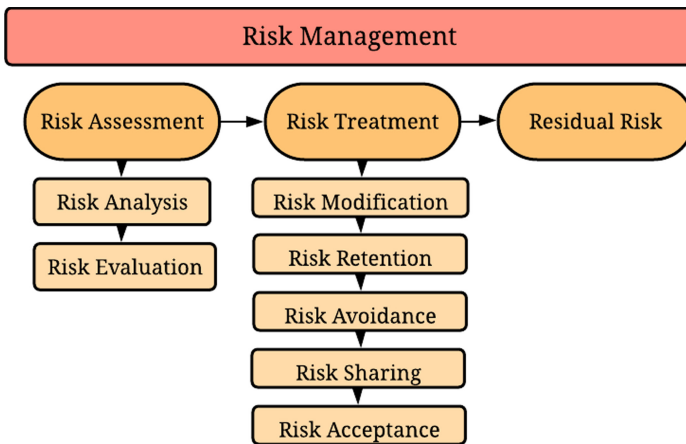 Risk Management
Risk Assessment
Risk Treatment
Residual Risk
Risk Analysis
Risk Evaluation
Risk Modification
Risk Retention
Risk Avoidance
Risk Sharing
Risk Acceptance